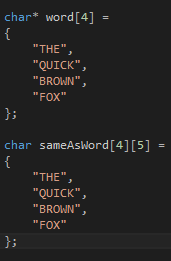 char* word[4] =
{
    "THE",
    "QUICK",
    "BROWN",
    "FOX"
};

char sameAsWord[4][5] =
{
    "THE",
    "QUICK",
    "BROWN",
    "FOX"
};